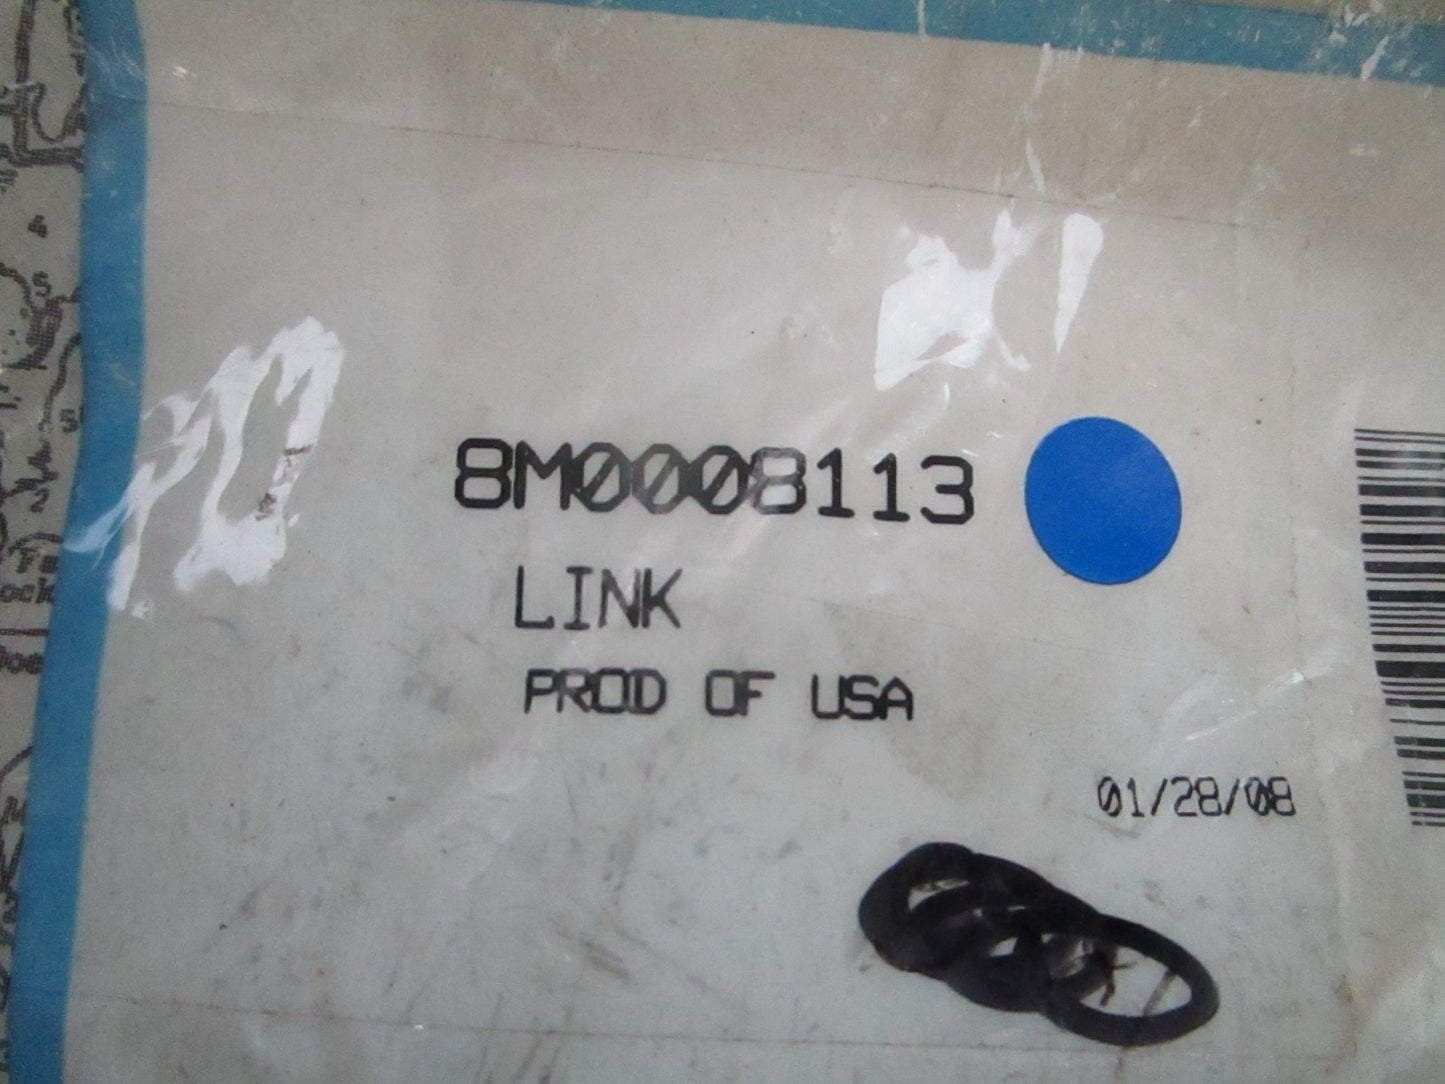 8M0008113
LINK
PROD OF USA
01/28/08